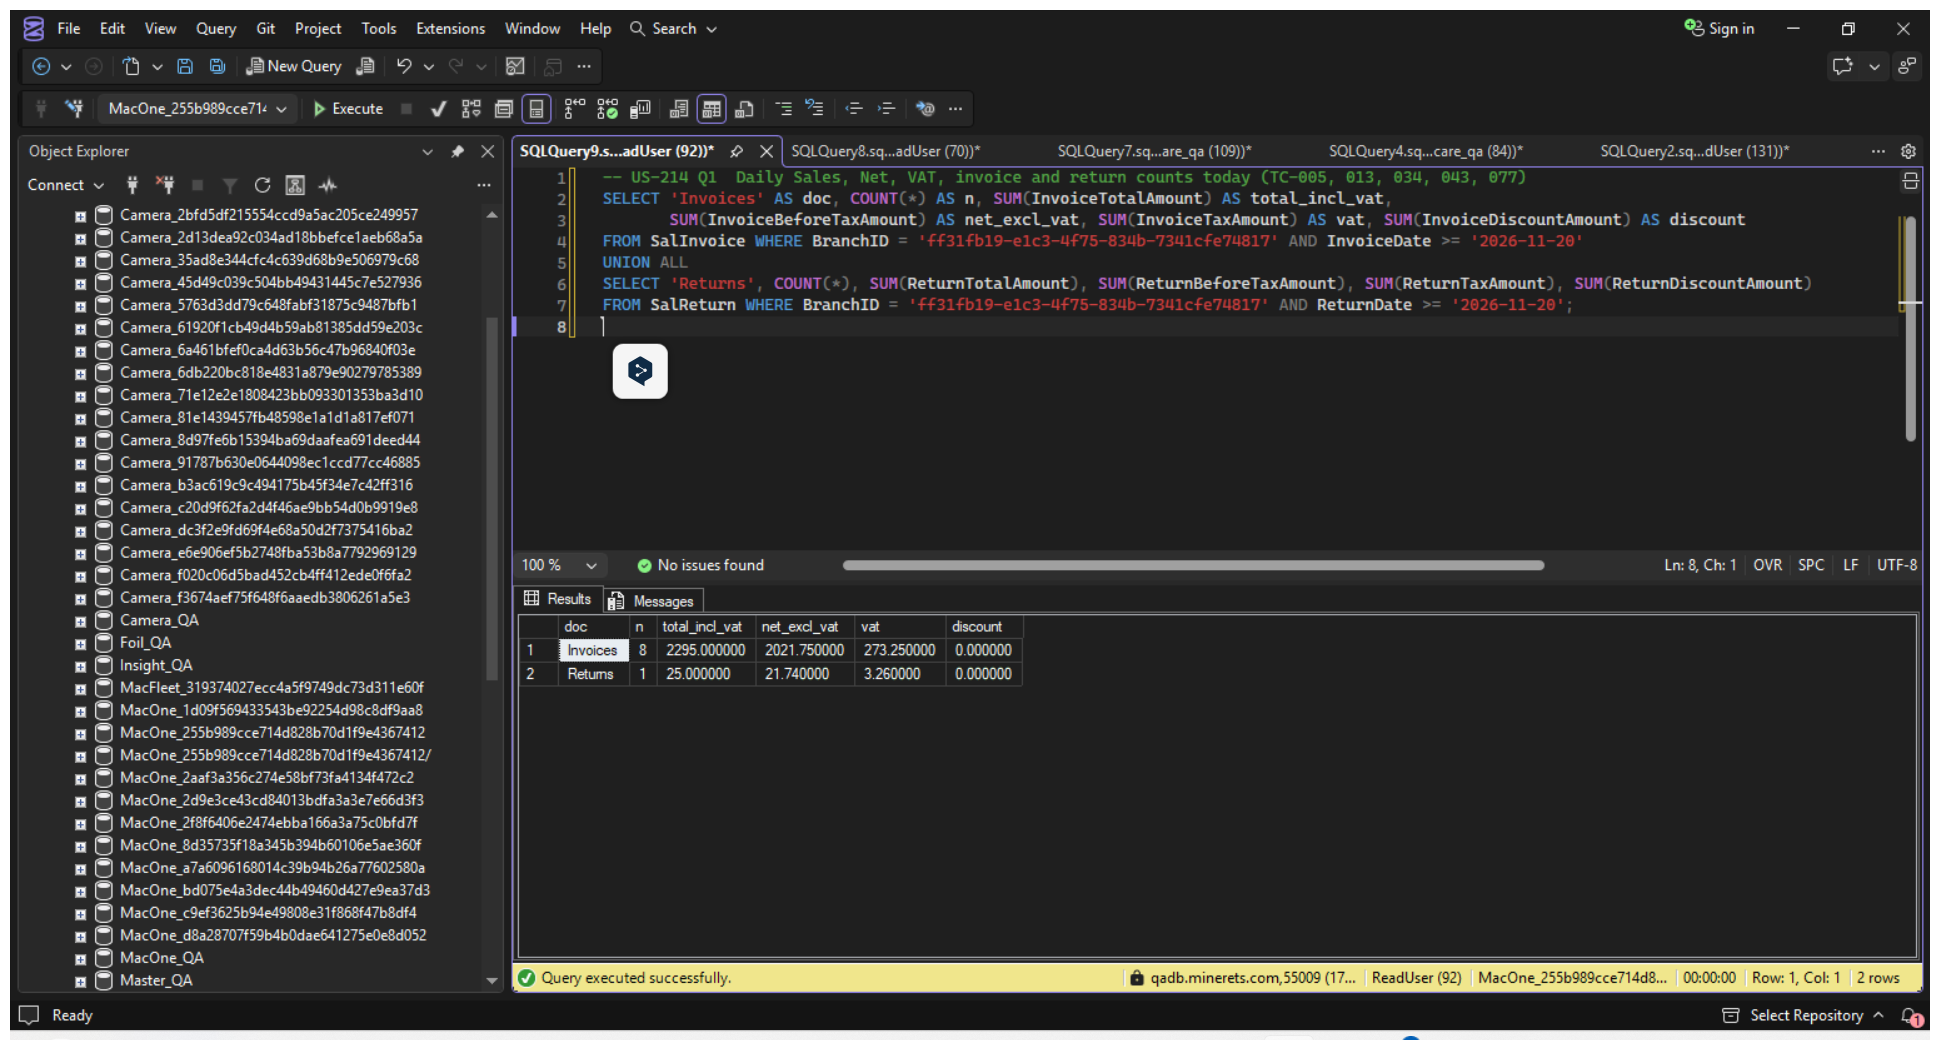 File Edit View Query Git Project Tools Extensions Window Help Search Sign in
New Query
MacOne_255b989cce714 Execute
Object Explorer
Connect
Camera_2bfd5df215554ccd9a5ac205ce249957
Camera_2d13dea92c034ad18bbefce1aeb68a5a
Camera_35ad8e344cfc4c639d68b9e506979c68
Camera_45d49c039c504bb49431445c7e527936
Camera_5763d3dd79c648fabf31875c9487bfb1
Camera_61920f1cb49d4b59ab81385dd59e203c
Camera_6a461bfef0ca4d63b56c47b96840f03e
Camera_6db220bc818e4831a879e90279785389
Camera_71e12e2e1808423bb093301353ba3d10
Camera_81e1439457fb48598e1a1d1a817ef071
Camera_8d97fe6b15394ba69daafea691deed44
Camera_91787b630e0644098ec1ccd77cc46885
Camera_b3ac619c9c494175b45f34e7c42ff316
Camera_c20d9f62fa2d4f46ae9bb54d0b9919e8
Camera_dc3f2e9fd69f4e68a50d2f7375416ba2
Camera_e6e906ef5b2748fba53b8a7792969129
Camera_f020c06d5bad452cb4ff412ede0f6fa2
Camera_f3674aef75f648f6aaedb3806261a5e3
Camera_QA
Foil_QA
Insight_QA
MacFleet_319374027ecc4a5f9749dc73d311e60f
MacOne_1d09f569433543be92254d98c8df9aa8
MacOne_255b989cce714d828b70d1f9e4367412
MacOne_255b989cce714d828b70d1f9e4367412/
MacOne_2aaf3a356c274e58bf73fa4134f472c2
MacOne_2d9e3ce43cd84013bdfa3a3e7e66d3f3
MacOne_2f8f6406e2474ebba166a3a75c0bfd7f
MacOne_8d35735f18a345b394b60106e5ae360f
MacOne_a7a6096168014c39b94b26a77602580a
MacOne_bd075e4a3dec44b49460d427e9ea37d3
MacOne_c9ef3625b94e49808e31f868f47b8df4
MacOne_d8a28707f59b4b0dae641275e0e8d052
MacOne_QA
Master_QA
SQLQuery9.s...adUser (92))* SQLQuery8.sq...adUser (70))* SQLQuery7.sq...are_qa (109))* SQLQuery4.sq...care_qa (84))* SQLQuery2.sq...dUser (131))*
1 -- US-214 Q1 Daily Sales, Net, VAT, invoice and return counts today (TC-005, 013, 034, 043, 077)
2 SELECT 'Invoices' AS doc, COUNT(*) AS n, SUM(InvoiceTotalAmount) AS total_incl_vat,
3 SUM(InvoiceBeforeTaxAmount) AS net_excl_vat, SUM(InvoiceTaxAmount) AS vat, SUM(InvoiceDiscountAmount) AS discount
4 FROM SalInvoice WHERE BranchID = 'ff31fb19-e1c3-4f75-834b-7341cfe74817' AND InvoiceDate >= '2026-11-20'
5 UNION ALL
6 SELECT 'Returns', COUNT(*), SUM(ReturnTotalAmount), SUM(ReturnBeforeTaxAmount), SUM(ReturnTaxAmount), SUM(ReturnDiscountAmount)
7 FROM SalReturn WHERE BranchID = 'ff31fb19-e1c3-4f75-834b-7341cfe74817' AND ReturnDate >= '2026-11-20';
8
100 % No issues found Ln: 8, Ch: 1 OVR SPC LF UTF-8
Results Messages
doc n total_incl_vat net_excl_vat vat discount
1 Invoices 8 2295.000000 2021.750000 273.250000 0.000000
2 Returns 1 25.000000 21.740000 3.260000 0.000000
Query executed successfully. qadb.minerets.com,55009 (17... ReadUser (92) MacOne_255b989cce714d8... 00:00:00 Row: 1, Col: 1 2 rows
Ready Select Repository 1